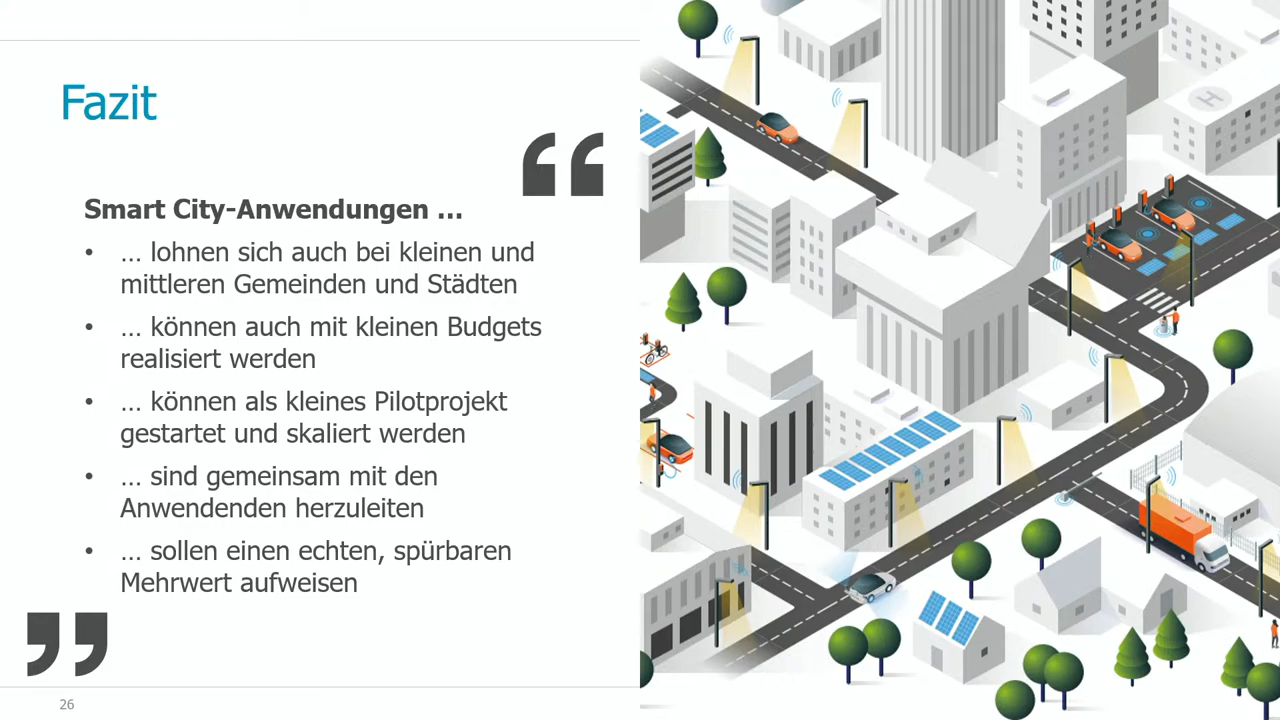 Fazit
“
Smart City-Anwendungen ...
• ... lohnen sich auch bei kleinen und
mittleren Gemeinden und Städten
• ... können auch mit kleinen Budgets
realisiert werden
• ... können als kleines Pilotprojekt
gestartet und skaliert werden
• ... sind gemeinsam mit den
Anwendenden herzuleiten
• ... sollen einen echten, spürbaren
Mehrwert aufweisen
”
26
H